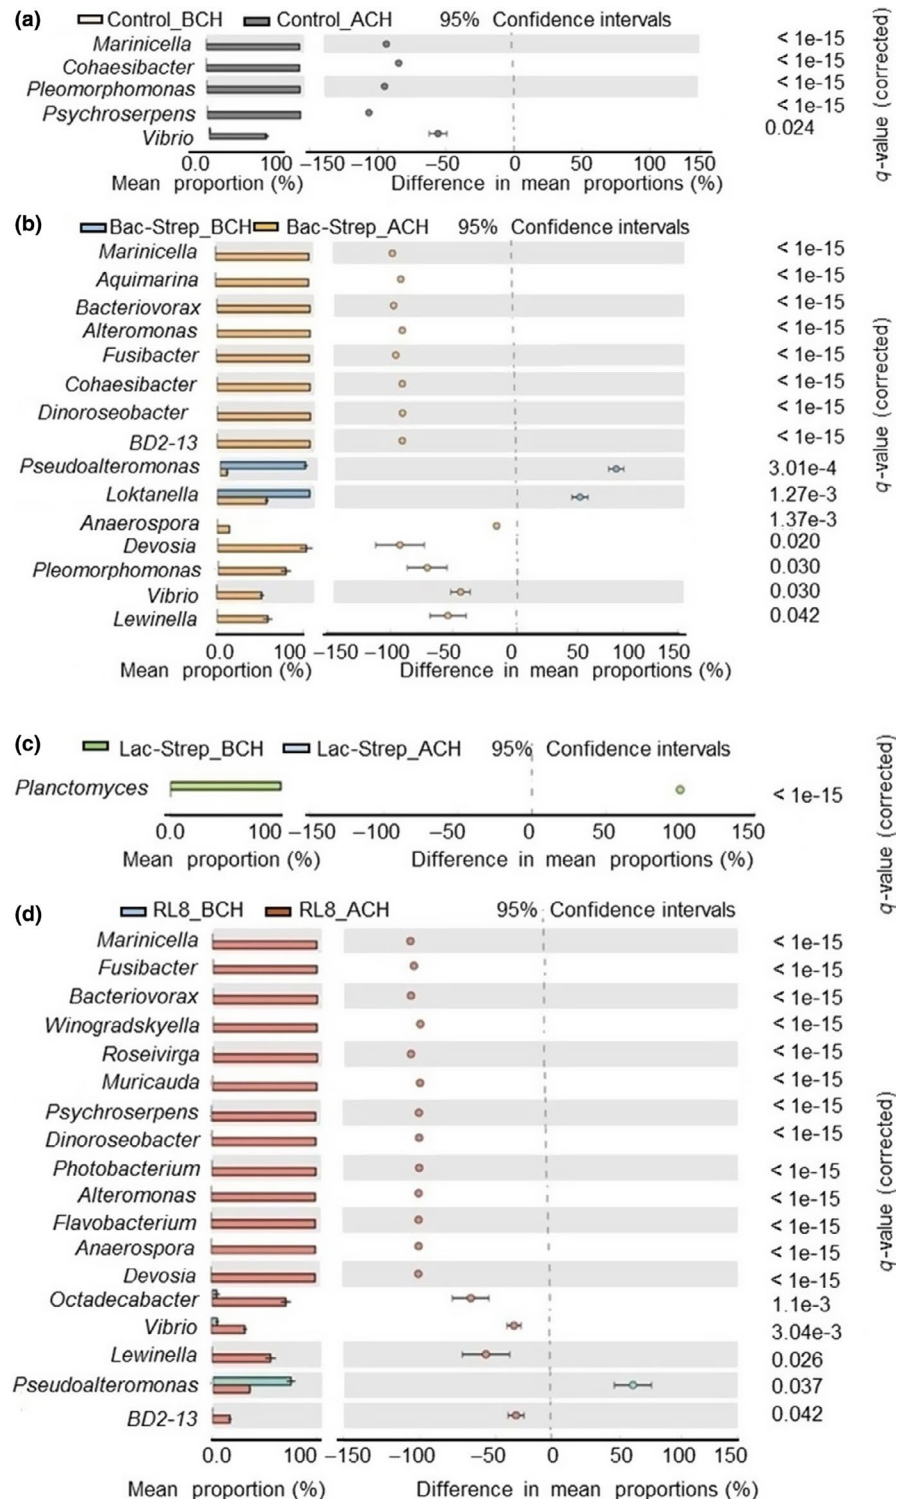 (a) Control_BCH Control_ACH 95% Confidence intervals
Marinicella < 1e-15
Cohaesibacter < 1e-15
Pleomorphomonas < 1e-15
Psychroserpens < 1e-15
Vibrio 0.024
0.0 100 −150 −100 −50 0 50 100 150
Mean proportion (%) Difference in mean proportions (%)
q-value (corrected)
(b) Bac-Strep_BCH Bac-Strep_ACH 95% Confidence intervals
Marinicella < 1e-15
Aquimarina < 1e-15
Bacteriovorax < 1e-15
Alteromonas < 1e-15
Fusibacter < 1e-15
Cohaesibacter < 1e-15
Dinoroseobacter < 1e-15
BD2-13 < 1e-15
Pseudoalteromonas 3.01e-4
Loktanella 1.27e-3
Anaerospora 1.37e-3
Devosia 0.020
Pleomorphomonas 0.030
Vibrio 0.030
Lewinella 0.042
0.0 100 −150 −100 −50 0 50 100 150
Mean proportion (%) Difference in mean proportions (%)
q-value (corrected)
(c) Lac-Strep_BCH Lac-Strep_ACH 95% Confidence intervals
Planctomyces < 1e-15
0.0 100 −150 −100 −50 0 50 100 150
Mean proportion (%) Difference in mean proportions (%)
q-value (corrected)
(d) RL8_BCH RL8_ACH 95% Confidence intervals
Marinicella < 1e-15
Fusibacter < 1e-15
Bacteriovorax < 1e-15
Winogradskyella < 1e-15
Roseivirga < 1e-15
Muricauda < 1e-15
Psychroserpens < 1e-15
Dinoroseobacter < 1e-15
Photobacterium < 1e-15
Alteromonas < 1e-15
Flavobacterium < 1e-15
Anaerospora < 1e-15
Devosia < 1e-15
Octadecabacter 1.1e-3
Vibrio 3.04e-3
Lewinella 0.026
Pseudoalteromonas 0.037
BD2-13 0.042
0.0 100 −150 −100 −50 0 50 100 150
Mean proportion (%) Difference in mean proportions (%)
q-value (corrected)